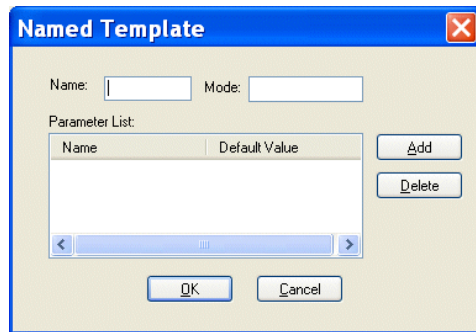 Named Template
Name: Mode:
Parameter List:
Name Default Value
Add
Delete
OK Cancel